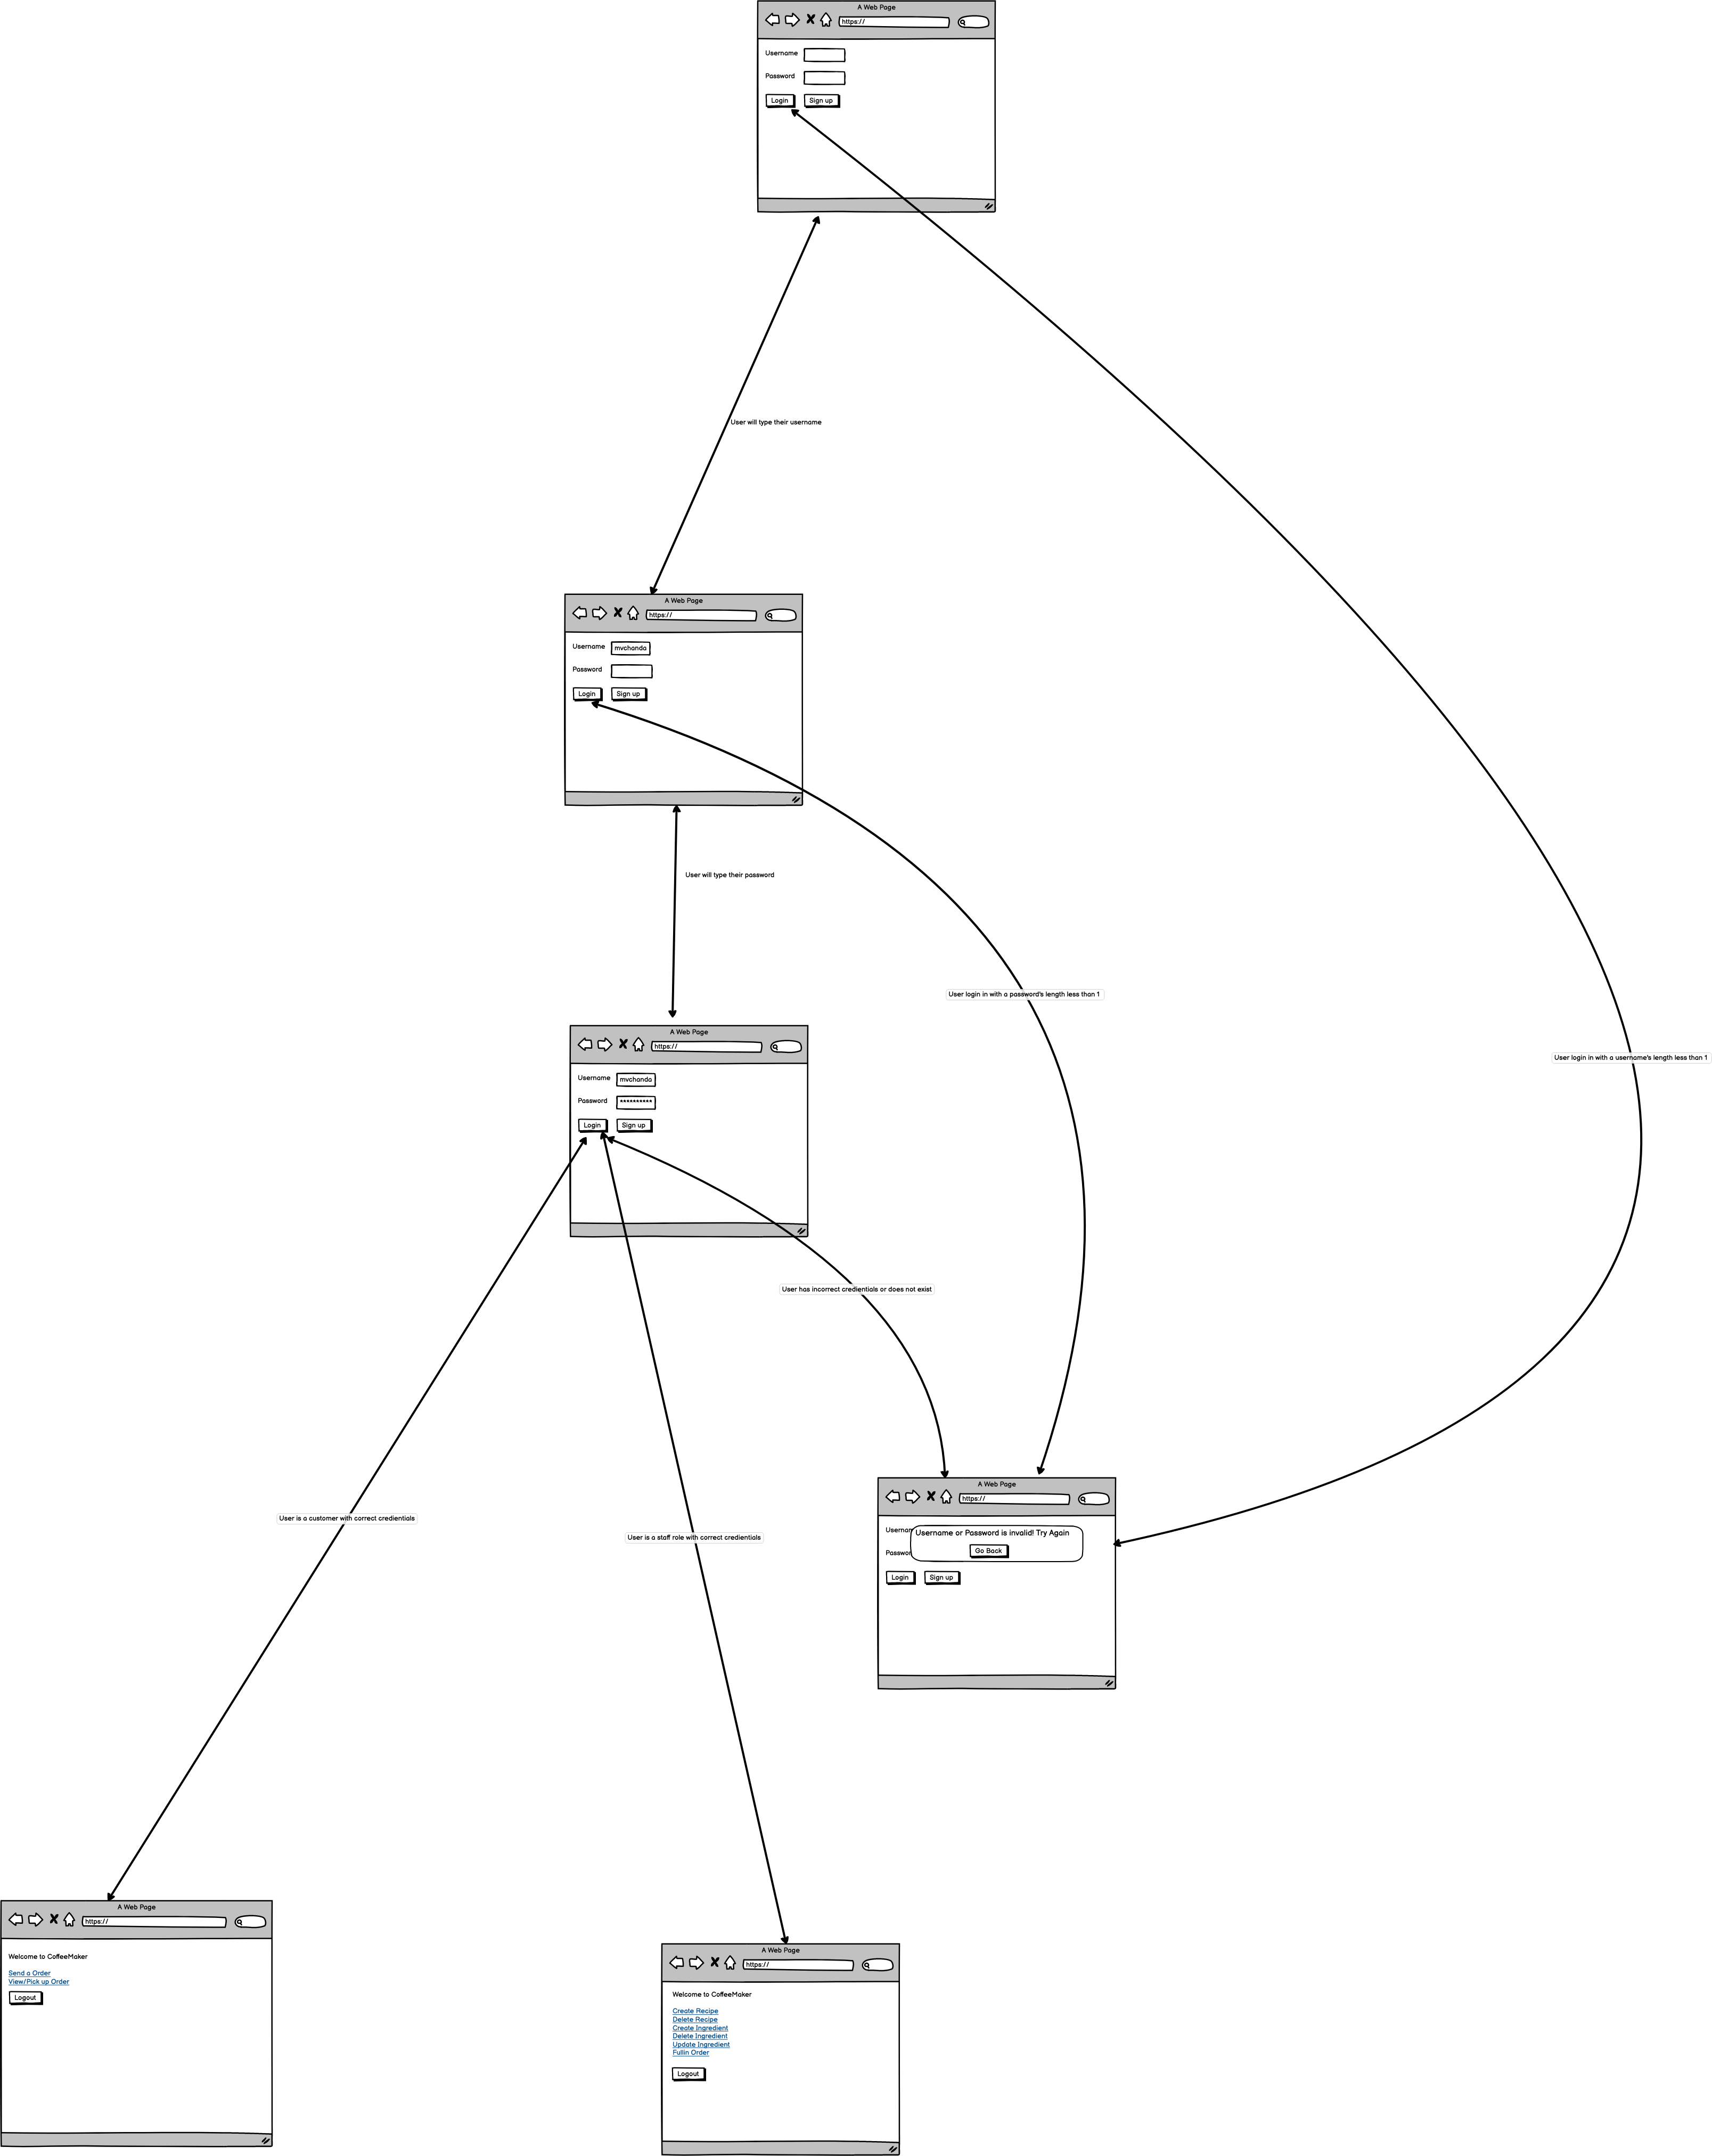 A Web Page
https://
Username
Password
Login Sign up
User will type their username
A Web Page
https://
Username mvchanda
Password
Login Sign up
User will type their password
User login in with a password's length less than 1
A Web Page
https://
Username mvchanda
Password **********
Login Sign up
User login in with a username's length less than 1
User has incorrect credientials or does not exist
A Web Page
https://
Usernam Username or Password is invalid! Try Again
Passwor Go Back
Login Sign up
User is a customer with correct credientials
User is a staff role with correct credientials
A Web Page
https://
Welcome to CoffeeMaker
Send a Order
View/Pick up Order
Logout
A Web Page
https://
Welcome to CoffeeMaker
Create Recipe
Delete Recipe
Create Ingredient
Delete Ingredient
Update Ingredient
Fullin Order
Logout